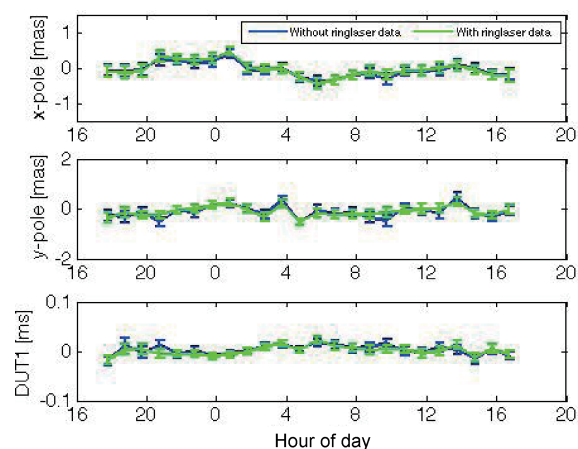 Without ringlaser data
With ringlaser data
x-pole [mas]
1
0
-1
16 20 0 4 8 12 16 20
y-pole [mas]
2
0
-2
16 20 0 4 8 12 16 20
DUT1 [ms]
0.1
0
-0.1
16 20 0 4 8 12 16 20
Hour of day